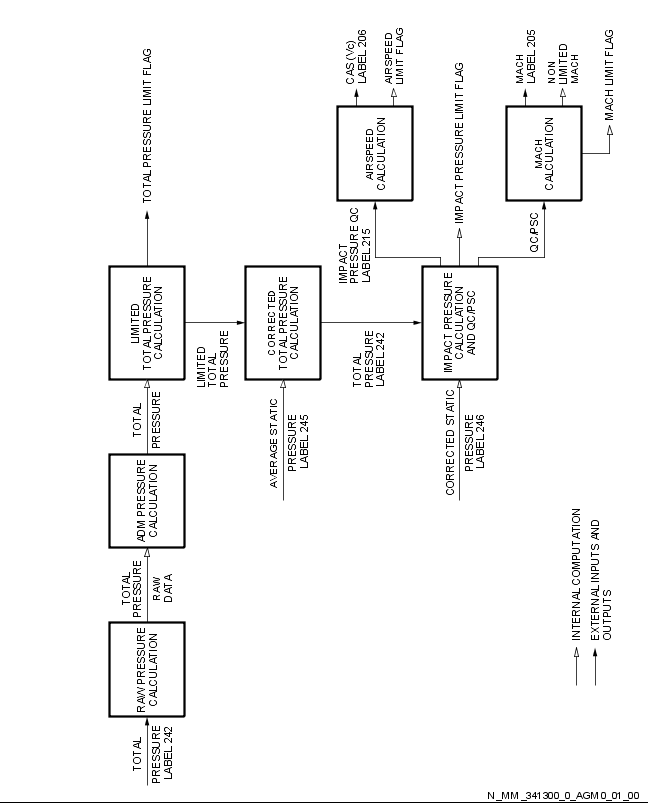 TOTAL
PRESSURE
LABEL 242
RAW PRESSURE
CALCULATION
TOTAL
PRESSURE
RAW
DATA
ADM PRESSURE
CALCULATION
TOTAL
PRESSURE
LIMITED
TOTAL PRESSURE
CALCULATION
TOTAL PRESSURE LIMIT FLAG
LIMITED
TOTAL
PRESSURE
AVERAGE STATIC
PRESSURE
LABEL 245
CORRECTED
TOTAL PRESSURE
CALCULATION
TOTAL
PRESSURE
LABEL 242
CORRECTED STATIC
PRESSURE
LABEL 246
IMPACT PRESSURE
CALCULATION
AND QC/PSC
IMPACT
PRESSURE QC
LABEL 215
AIRSPEED
CALCULATION
CAS (Vc)
LABEL 206
AIRSPEED
LIMIT FLAG
IMPACT PRESSURE LIMIT FLAG
QC/PSC
MACH
CALCULATION
MACH
LABEL 205
NON
LIMITED
MACH
MACH LIMIT FLAG
INTERNAL COMPUTATION
EXTERNAL INPUTS AND
OUTPUTS
N_MM_341300_0_AGM0_01_00